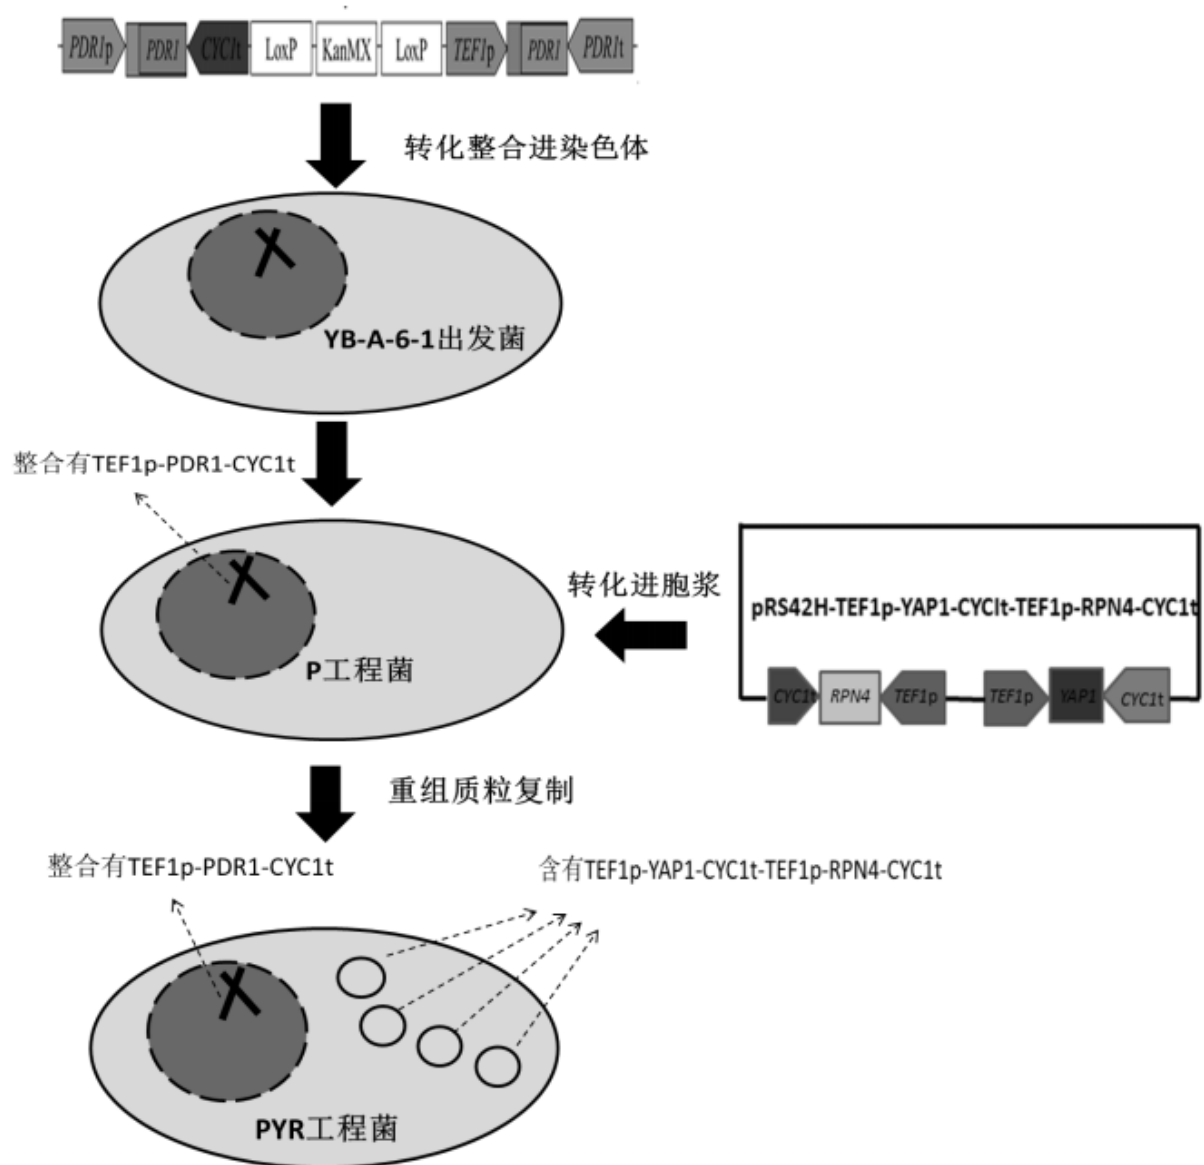 PDR1p PDR1 CYC1t LoxP KanMX LoxP TEF1p PDR1 PDR1t
转化整合进染色体
YB-A-6-1出发菌
整合有TEF1p-PDR1-CYC1t
转化进胞浆
pRS42H-TEF1p-YAP1-CYCIt-TEF1p-RPN4-CYC1t
P工程菌
CYC1t RPN4 TEF1p TEF1p YAP1 CYC1t
重组质粒复制
整合有TEF1p-PDR1-CYC1t
含有TEF1p-YAP1-CYC1t-TEF1p-RPN4-CYC1t
PYR工程菌